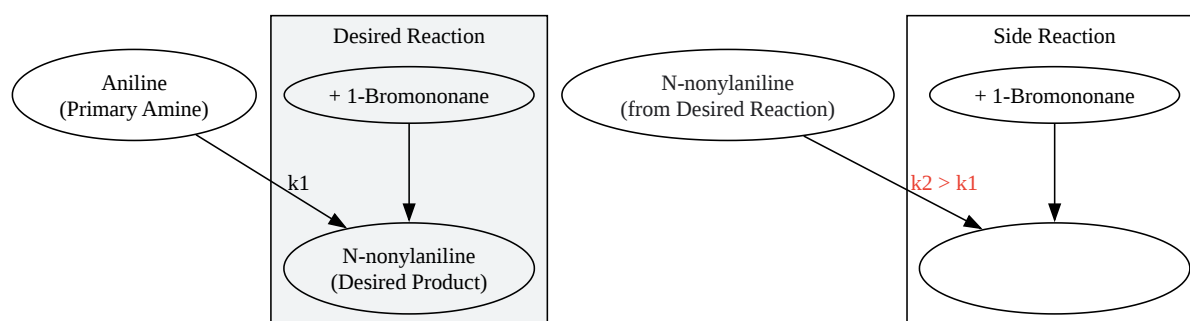 Desired Reaction
Side Reaction
Aniline
(Primary Amine)
+ 1-Bromononane
N-nonylaniline
(from Desired Reaction)
+ 1-Bromononane
k1
k2 > k1
N-nonylaniline
(Desired Product)